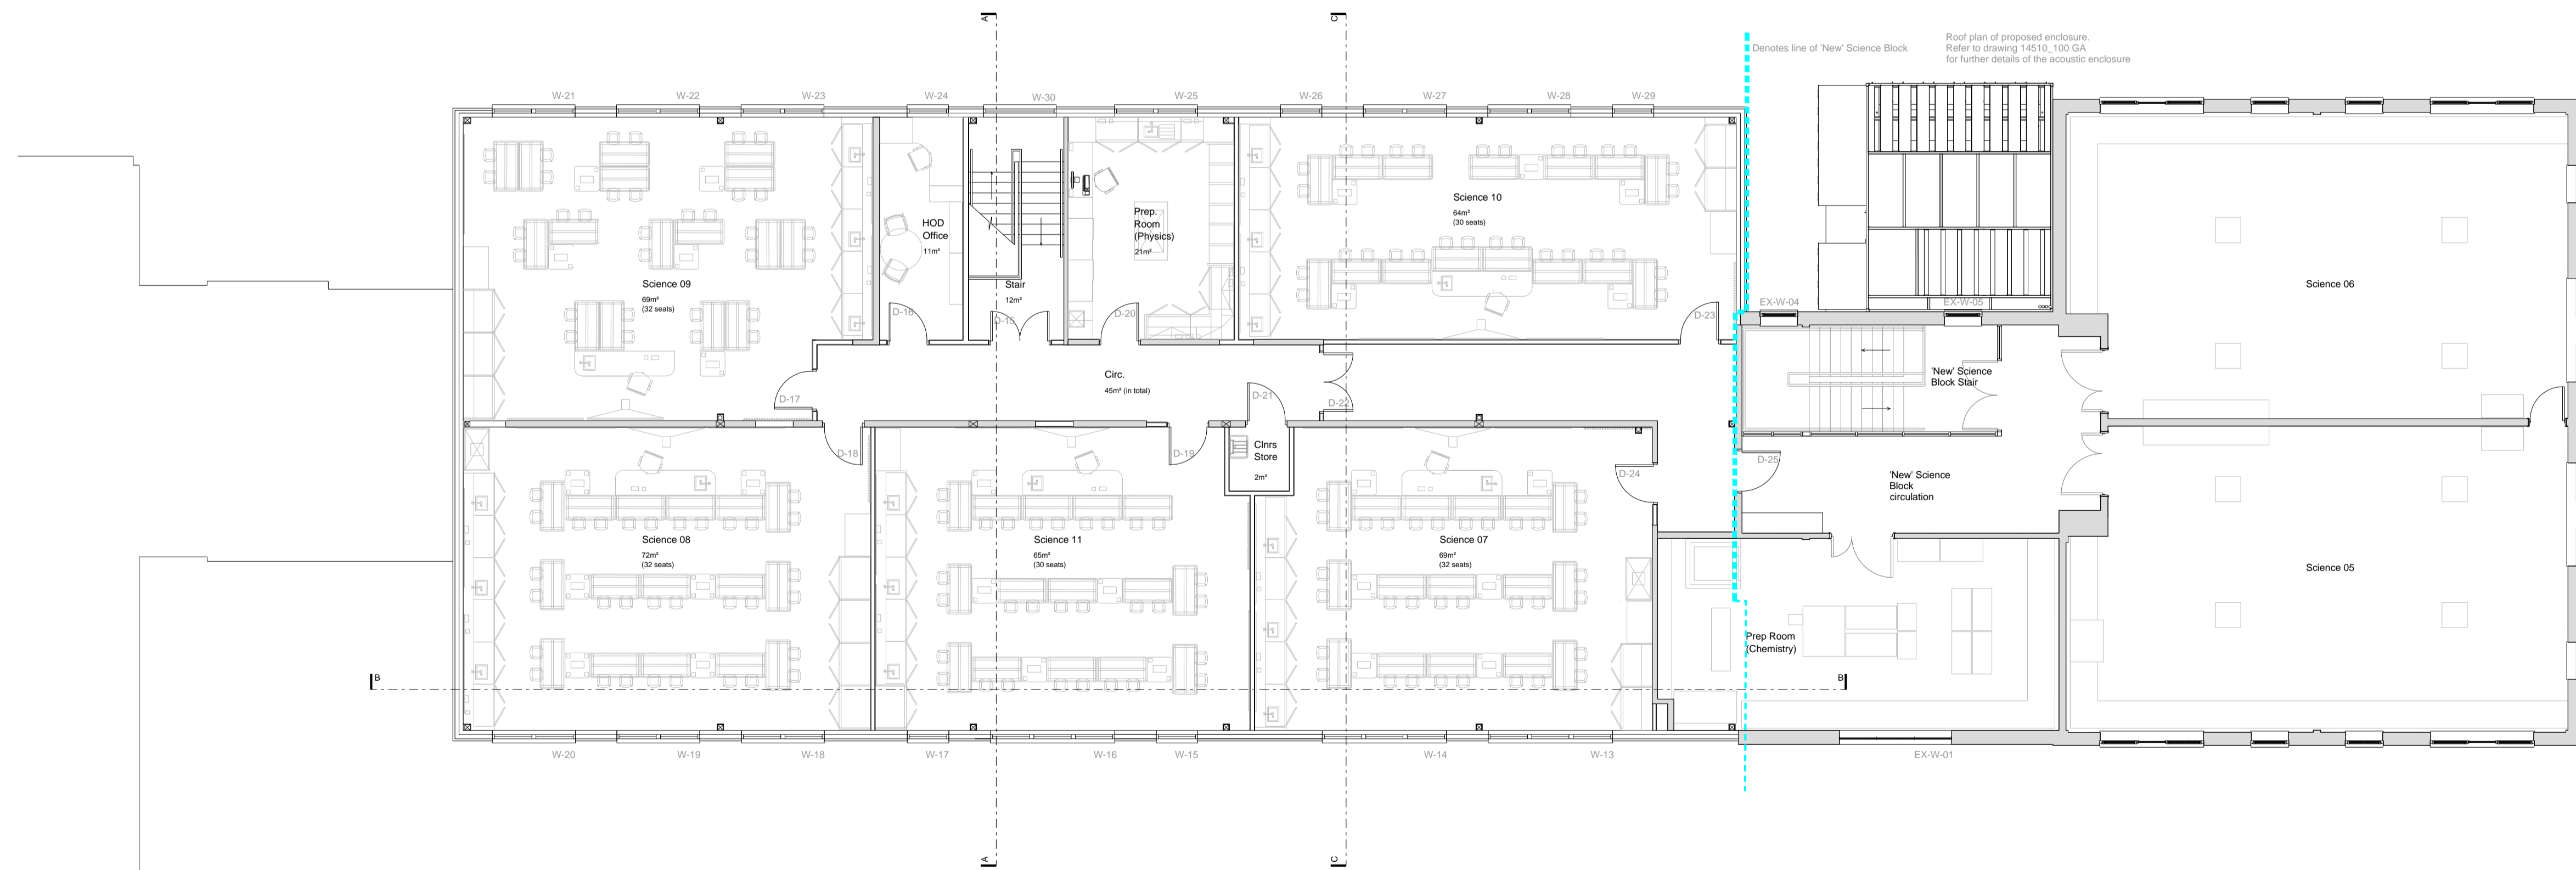 A
C
Denotes line of 'New' Science Block
Roof plan of proposed enclosure.
Refer to drawing 14510_100 GA
for further details of the acoustic enclosure
W-21
W-22
W-23
W-24
W-30
W-25
W-26
W-27
W-28
W-29
Science 09
69m²
(32 seats)
HOD
Office
11m²
Stair
12m²
Prep.
Room
(Physics)
21m²
Science 10
64m²
(30 seats)
D-16
D-15
D-20
D-23
EX-W-04
EX-W-05
Science 06
'New' Science
Block Stair
Circ.
45m² (in total)
D-17
D-21
D-22
D-18
D-19
Clnrs
Store
2m²
D-24
D-25
'New' Science
Block
circulation
Science 08
72m²
(32 seats)
Science 11
65m²
(30 seats)
Science 07
69m²
(32 seats)
Science 05
Prep Room
(Chemistry)
B
B
W-20
W-19
W-18
W-17
W-16
W-15
W-14
W-13
EX-W-01
A
C